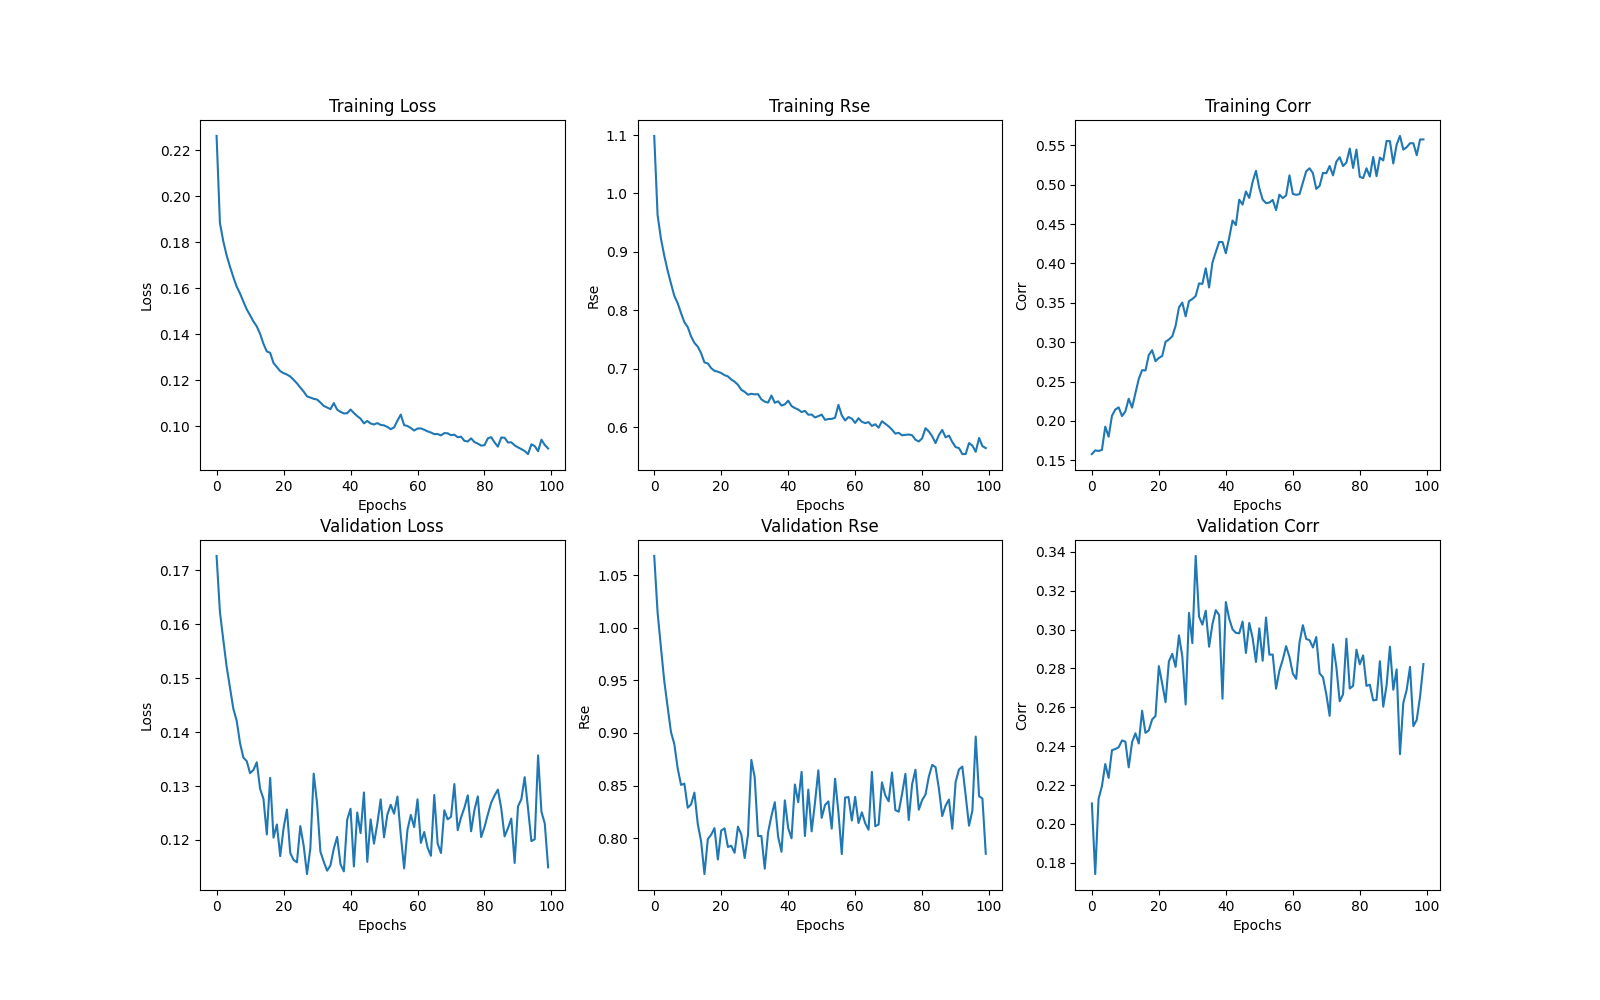 Training Loss
Training Rse
Training Corr
0.22
0.20
0.18
0.16
0.14
0.12
0.10
Loss
0 20 40 60 80 100
Epochs
1.1
1.0
0.9
0.8
0.7
0.6
Rse
0 20 40 60 80 100
Epochs
0.55
0.50
0.45
0.40
0.35
0.30
0.25
0.20
0.15
Corr
0 20 40 60 80 100
Epochs
Validation Loss
Validation Rse
Validation Corr
0.17
0.16
0.15
0.14
0.13
0.12
Loss
0 20 40 60 80 100
Epochs
1.05
1.00
0.95
0.90
0.85
0.80
Rse
0 20 40 60 80 100
Epochs
0.34
0.32
0.30
0.28
0.26
0.24
0.22
0.20
0.18
Corr
0 20 40 60 80 100
Epochs